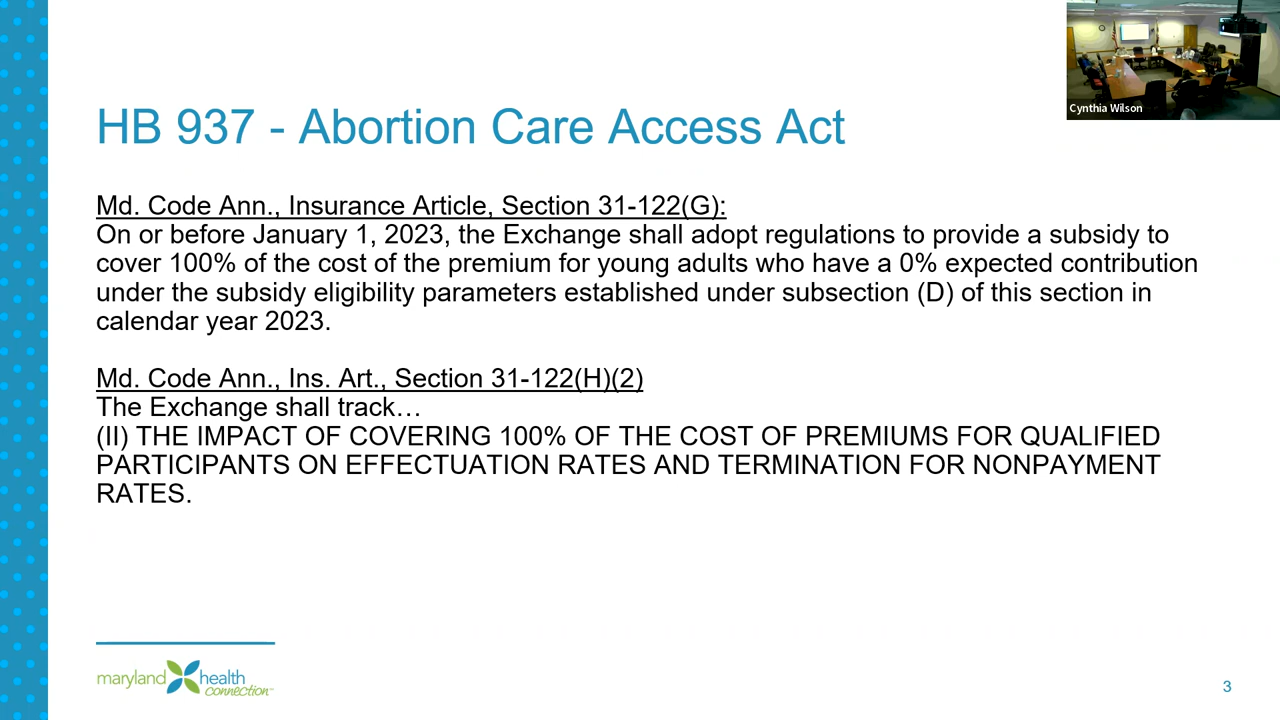 Cynthia Wilson
HB 937 - Abortion Care Access Act
Md. Code Ann., Insurance Article, Section 31-122(G):
On or before January 1, 2023, the Exchange shall adopt regulations to provide a subsidy to
cover 100% of the cost of the premium for young adults who have a 0% expected contribution
under the subsidy eligibility parameters established under subsection (D) of this section in
calendar year 2023.
Md. Code Ann., Ins. Art., Section 31-122(H)(2)
The Exchange shall track…
(II) THE IMPACT OF COVERING 100% OF THE COST OF PREMIUMS FOR QUALIFIED
PARTICIPANTS ON EFFECTUATION RATES AND TERMINATION FOR NONPAYMENT
RATES.
maryland health
connection™
3